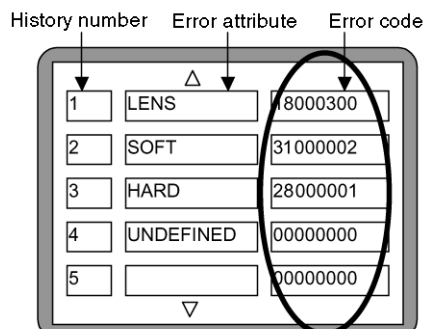 History number Error attribute Error code
△
1 LENS 18000300
2 SOFT 31000002
3 HARD 28000001
4 UNDEFINED 00000000
5 00000000
▽